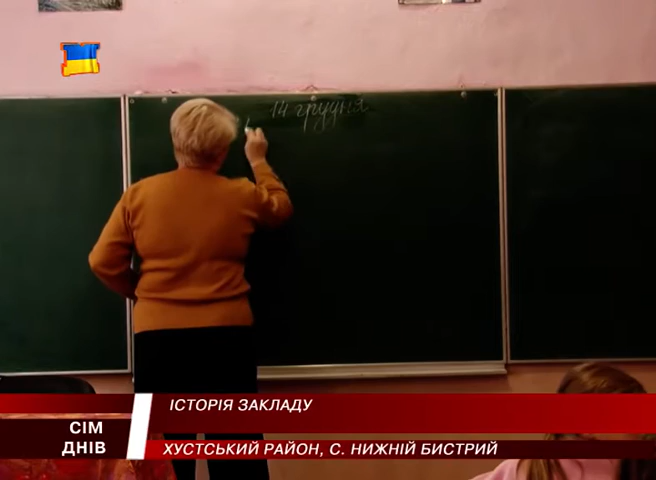 14 грудня
ІСТОРІЯ ЗАКЛАДУ
СІМ
ДНІВ
ХУСТСЬКИЙ РАЙОН, С. НИЖНІЙ БИСТРИЙ